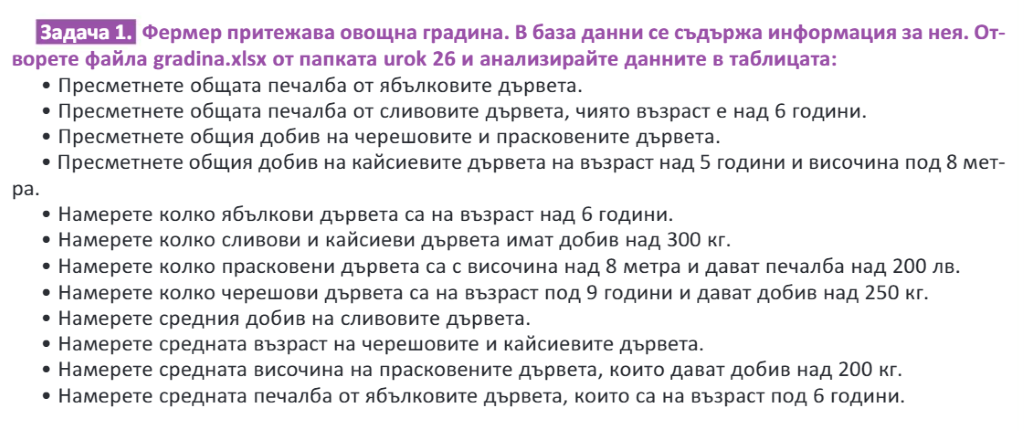 Задача 1. Фермер притежава овощна градина. В база данни се съдържа информация за нея. От-
ворете файла gradina.xlsx от папката urok 26 и анализирайте данните в таблицата:
• Пресметнете общата печалба от ябълковите дървета.
• Пресметнете общата печалба от сливовите дървета, чиято възраст е над 6 години.
• Пресметнете общия добив на черешовите и прасковените дървета.
• Пресметнете общия добив на кайсиевите дървета на възраст над 5 години и височина под 8 мет-
ра.
• Намерете колко ябълкови дървета са на възраст над 6 години.
• Намерете колко сливови и кайсиеви дървета имат добив над 300 кг.
• Намерете колко прасковени дървета са с височина над 8 метра и дават печалба над 200 лв.
• Намерете колко черешови дървета са на възраст под 9 години и дават добив над 250 кг.
• Намерете средния добив на сливовите дървета.
• Намерете средната възраст на черешовите и кайсиевите дървета.
• Намерете средната височина на прасковените дървета, които дават добив над 200 кг.
• Намерете средната печалба от ябълковите дървета, които са на възраст под 6 години.